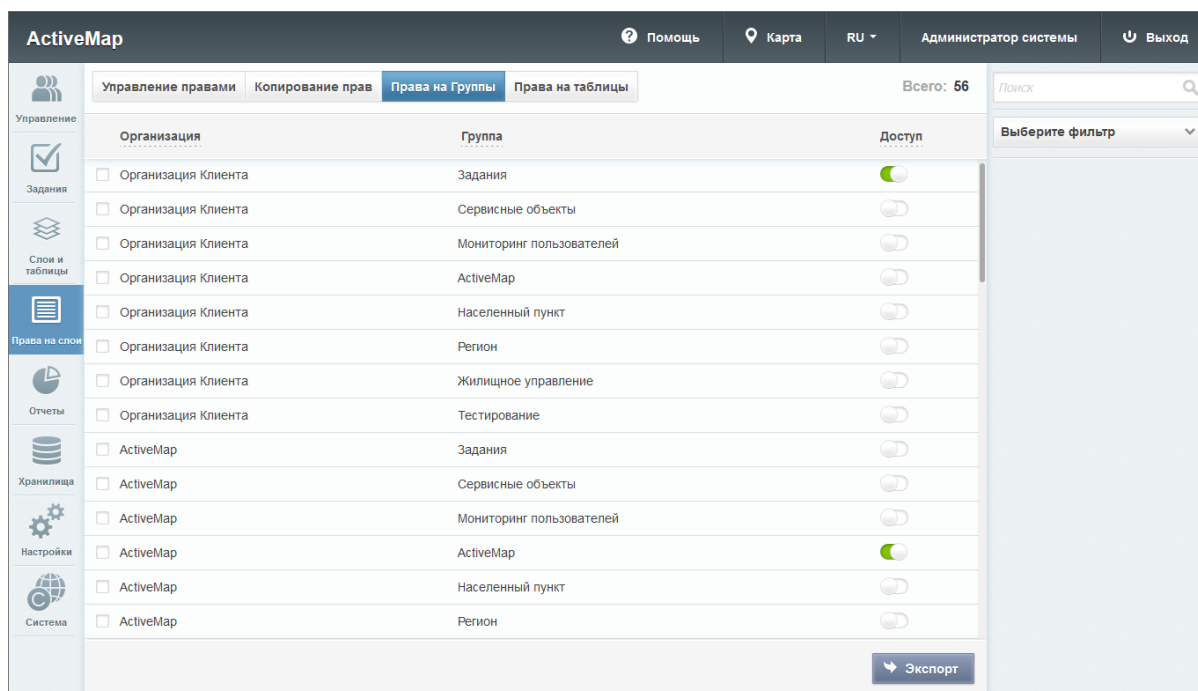 ActiveMap
Помощь
Карта
RU
Администратор системы
Выход
Управление
Задания
Слои и
таблицы
Права на слои
Отчеты
Хранилища
Настройки
Система
Управление правами
Копирование прав
Права на Группы
Права на таблицы
Всего: 56
Организация Группа Доступ
Организация Клиента Задания
Организация Клиента Сервисные объекты
Организация Клиента Мониторинг пользователей
Организация Клиента ActiveMap
Организация Клиента Населенный пункт
Организация Клиента Регион
Организация Клиента Жилищное управление
Организация Клиента Тестирование
ActiveMap Задания
ActiveMap Сервисные объекты
ActiveMap Мониторинг пользователей
ActiveMap ActiveMap
ActiveMap Населенный пункт
ActiveMap Регион
Экспорт
Поиск
Выберите фильтр